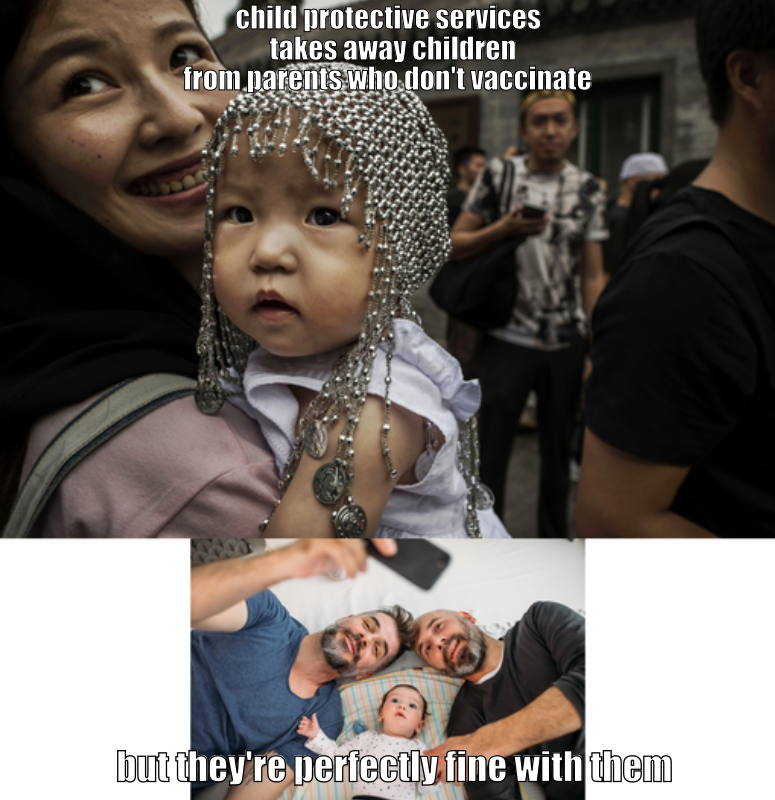 child protective services
takes away children
from parents who don't vaccinate
but they're perfectly fine with them